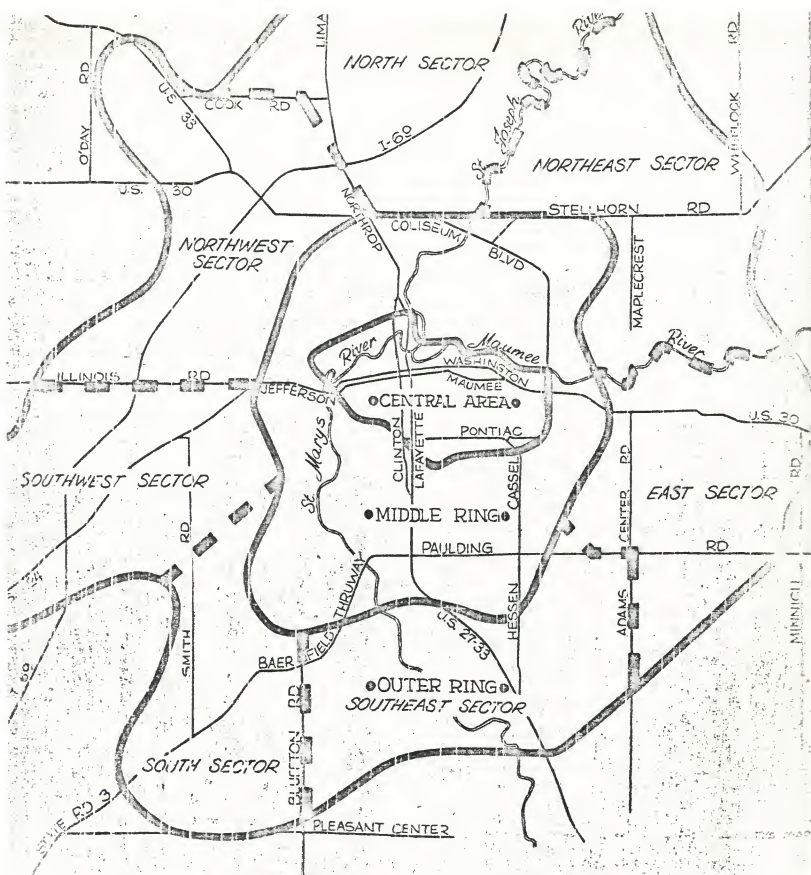 LIMA
River
RD
NORTH SECTOR
RD
O'DAY
U.S. 33
COOK RD
I-69
St Joseph
NORTHEAST SECTOR
WHEELOCK
U.S. 30
NORTHROP
STELLHORN RD
COLISEUM BLVD
NORTHWEST
SECTOR
MAPLECREST
River
Maumee
River
WASHINGTON
MAUMEE
ILLINOIS RD
JEFFERSON
CENTRAL AREA
U.S. 30
CLINTON
LAFAYETTE
PONTIAC
RD
St Marys
SOUTHWEST SECTOR
CASSEL
EAST SECTOR
RD
MIDDLE RING
CENTER
RD
PAULDING
RD
THRUWAY
MINNICH
U.S. 27-33
HESSEN
ADAMS
SMITH
BAER FIELD
RD
OUTER RING
SOUTHEAST SECTOR
SOUTH SECTOR
BLUFFTON
STATE RD 3
PLEASANT CENTER